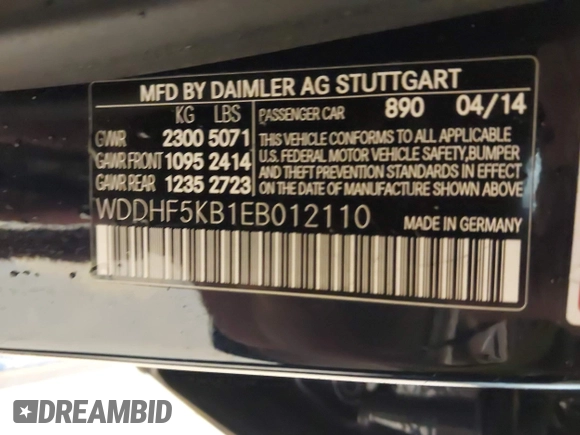 MFD BY DAIMLER AG STUTTGART
KG LBS
PASSENGER CAR 890 04/14
GVWR 2300 5071
GAWR FRONT 1095 2414
GAWR REAR 1235 2723
THIS VEHICLE CONFORMS TO ALL APPLICABLE
U.S. FEDERAL MOTOR VEHICLE SAFETY, BUMPER
AND THEFT PREVENTION STANDARDS IN EFFECT
ON THE DATE OF MANUFACTURE SHOWN ABOVE.
WDDHF5KB1EB012110
MADE IN GERMANY
DREAMBID